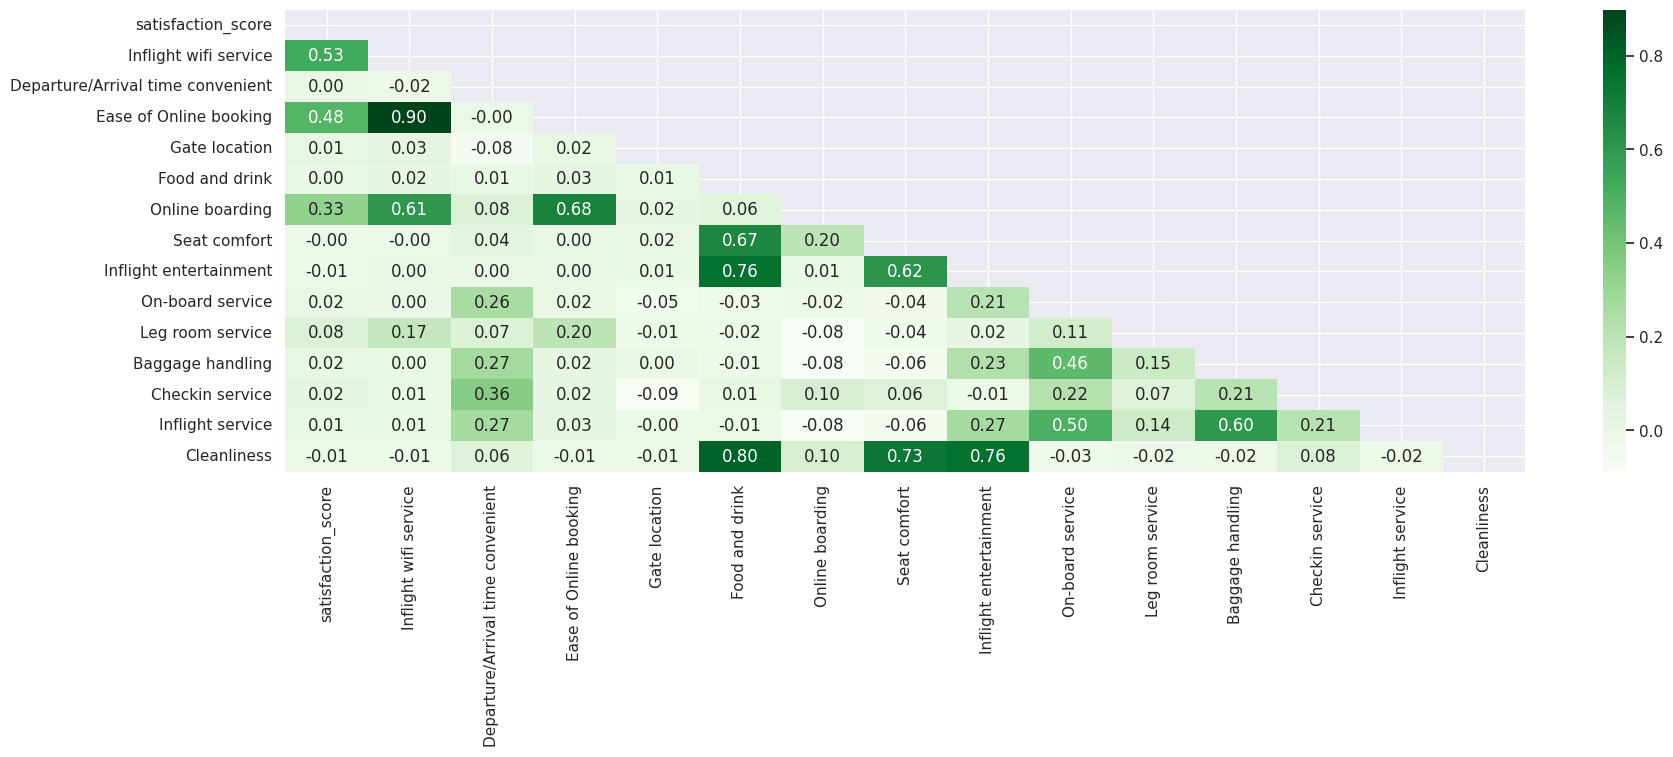 satisfaction_score
Inflight wifi service 0.53
Departure/Arrival time convenient 0.00 -0.02
Ease of Online booking 0.48 0.90 -0.00
Gate location 0.01 0.03 -0.08 0.02
Food and drink 0.00 0.02 0.01 0.03 0.01
Online boarding 0.33 0.61 0.08 0.68 0.02 0.06
Seat comfort -0.00 -0.00 0.04 0.00 0.02 0.67 0.20
Inflight entertainment -0.01 0.00 0.00 0.00 0.01 0.76 0.01 0.62
On-board service 0.02 0.00 0.26 0.02 -0.05 -0.03 -0.02 -0.04 0.21
Leg room service 0.08 0.17 0.07 0.20 -0.01 -0.02 -0.08 -0.04 0.02 0.11
Baggage handling 0.02 0.00 0.27 0.02 0.00 -0.01 -0.08 -0.06 0.23 0.46 0.15
Checkin service 0.02 0.01 0.36 0.02 -0.09 0.01 0.10 0.06 -0.01 0.22 0.07 0.21
Inflight service 0.01 0.01 0.27 0.03 -0.00 -0.01 -0.08 -0.06 0.27 0.50 0.14 0.60 0.21
Cleanliness -0.01 -0.01 0.06 -0.01 -0.01 0.80 0.10 0.73 0.76 -0.03 -0.02 -0.02 0.08 -0.02
satisfaction_score
Inflight wifi service
Departure/Arrival time convenient
Ease of Online booking
Gate location
Food and drink
Online boarding
Seat comfort
Inflight entertainment
On-board service
Leg room service
Baggage handling
Checkin service
Inflight service
Cleanliness
0.8
0.6
0.4
0.2
0.0